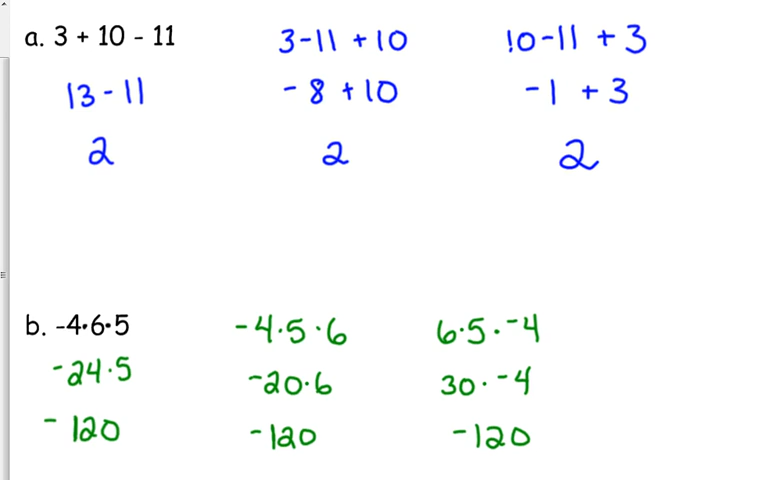 a. 3 + 10 - 11
13 - 11
2
3 - 11 + 10
- 8 + 10
2
10 - 11 + 3
- 1 + 3
2
b. -4•6•5
-24·5
- 120
-4·5·6
-20·6
-120
6·5·-4
30·-4
-120